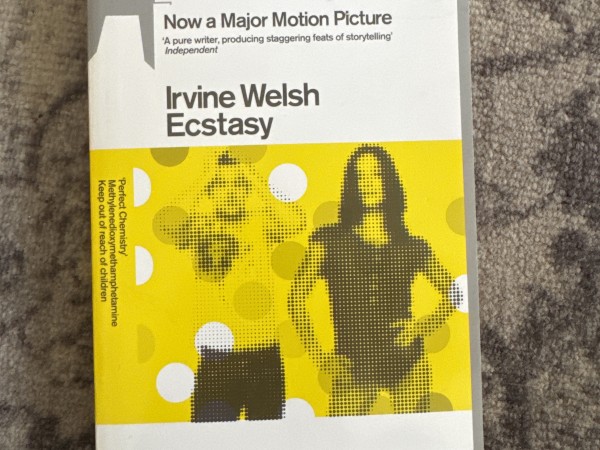 Now a Major Motion Picture
'A pure writer, producing staggering feats of storytelling'
Independent
Irvine Welsh
Ecstasy
'Perfect Chemistry'
Methylenedioxymethamphetamine
Keep out of reach of children